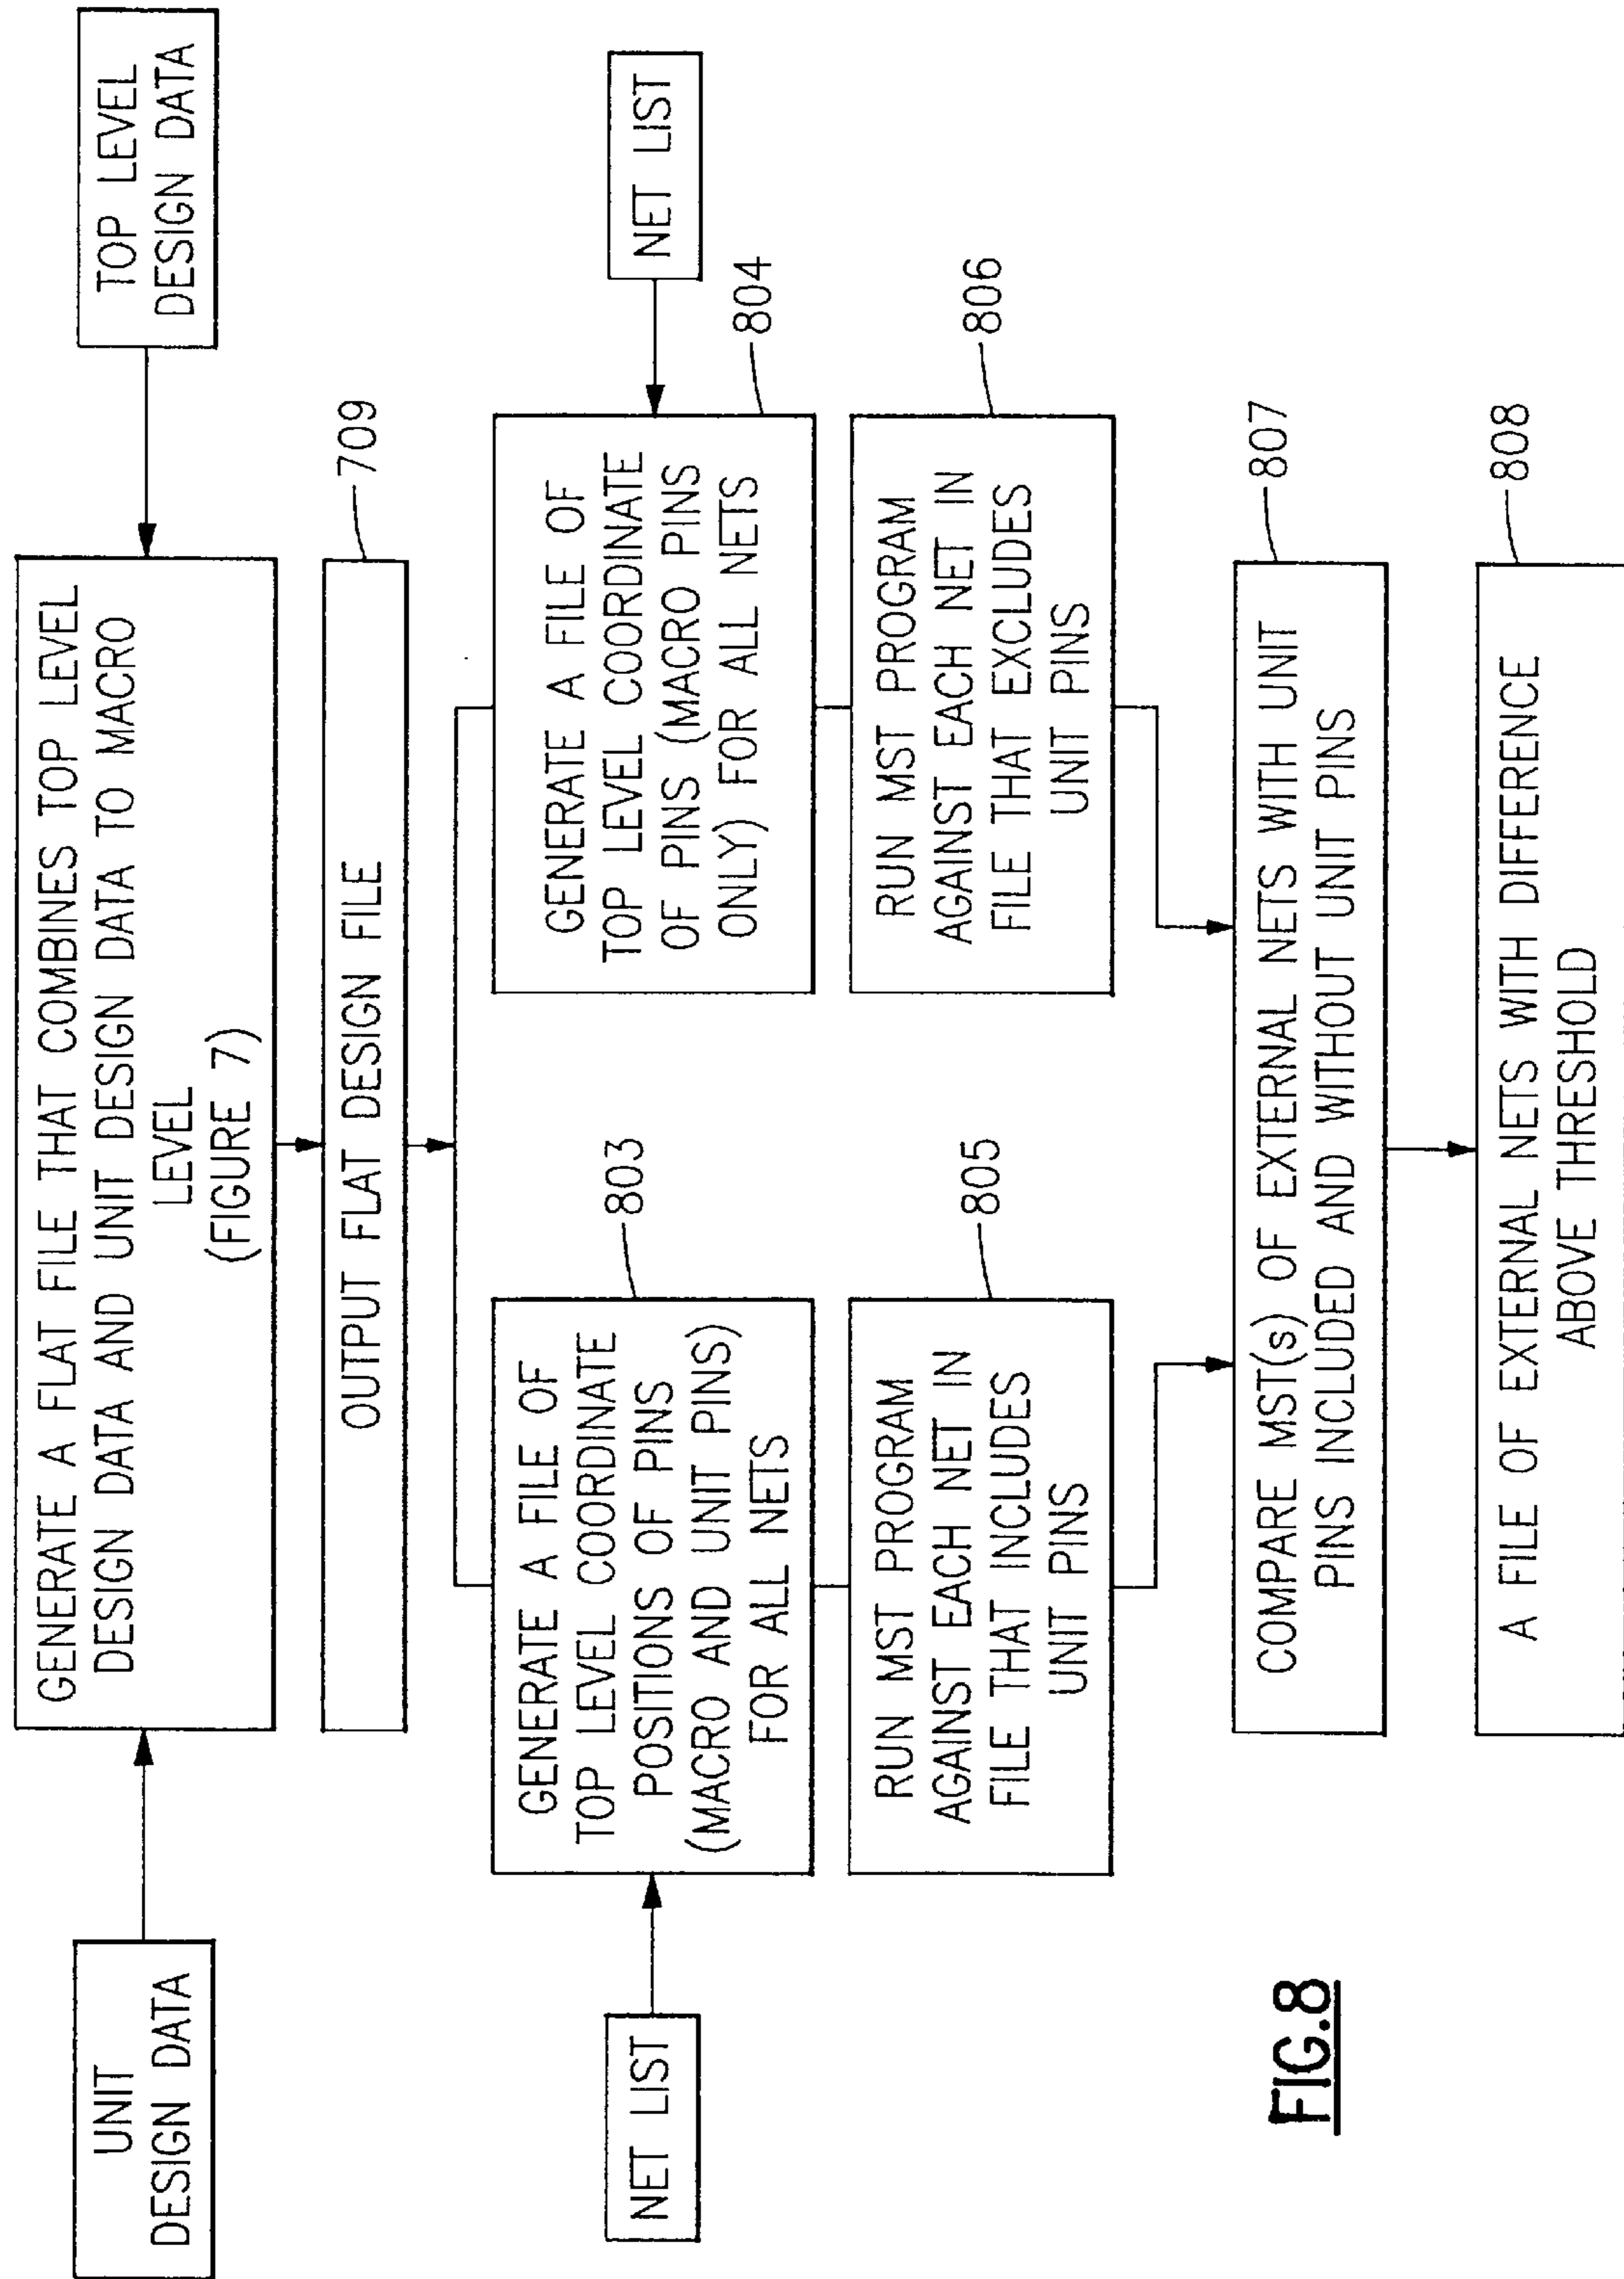 UNIT
DESIGN DATA
GENERATE A FLAT FILE THAT COMBINES TOP LEVEL
DESIGN DATA AND UNIT DESIGN DATA TO MACRO
LEVEL
(FIGURE 7)
TOP LEVEL
DESIGN DATA
OUTPUT FLAT DESIGN FILE
709
NET LIST
GENERATE A FILE OF
TOP LEVEL COORDINATE
POSITIONS OF PINS
(MACRO AND UNIT PINS)
FOR ALL NETS
803
GENERATE A FILE OF
TOP LEVEL COORDINATE
OF PINS (MACRO PINS
ONLY) FOR ALL NETS
804
NET LIST
RUN MST PROGRAM
AGAINST EACH NET IN
FILE THAT INCLUDES
UNIT PINS
805
RUN MST PROGRAM
AGAINST EACH NET IN
FILE THAT EXCLUDES
UNIT PINS
806
COMPARE MST(s) OF EXTERNAL NETS WITH UNIT
PINS INCLUDED AND WITHOUT UNIT PINS
807
A FILE OF EXTERNAL NETS WITH DIFFERENCE
ABOVE THRESHOLD
808
FIG.8